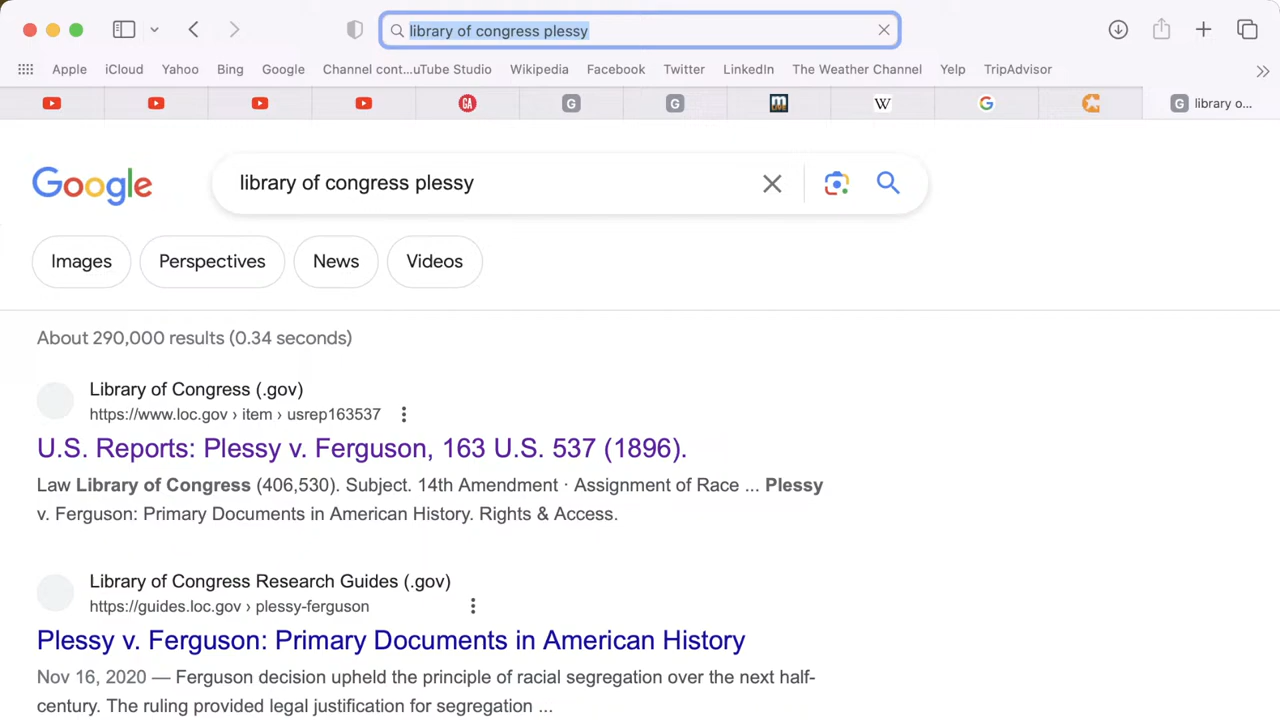 library of congress plessy
Apple iCloud Yahoo Bing Google Channel cont...uTube Studio Wikipedia Facebook Twitter LinkedIn The Weather Channel Yelp TripAdvisor
GA G G M W G G library o...
Google library of congress plessy
Images Perspectives News Videos
About 290,000 results (0.34 seconds)
Library of Congress (.gov)
https://www.loc.gov › item › usrep163537
U.S. Reports: Plessy v. Ferguson, 163 U.S. 537 (1896).
Law Library of Congress (406,530). Subject. 14th Amendment · Assignment of Race ... Plessy
v. Ferguson: Primary Documents in American History. Rights & Access.
Library of Congress Research Guides (.gov)
https://guides.loc.gov › plessy-ferguson
Plessy v. Ferguson: Primary Documents in American History
Nov 16, 2020 — Ferguson decision upheld the principle of racial segregation over the next half-
century. The ruling provided legal justification for segregation ...